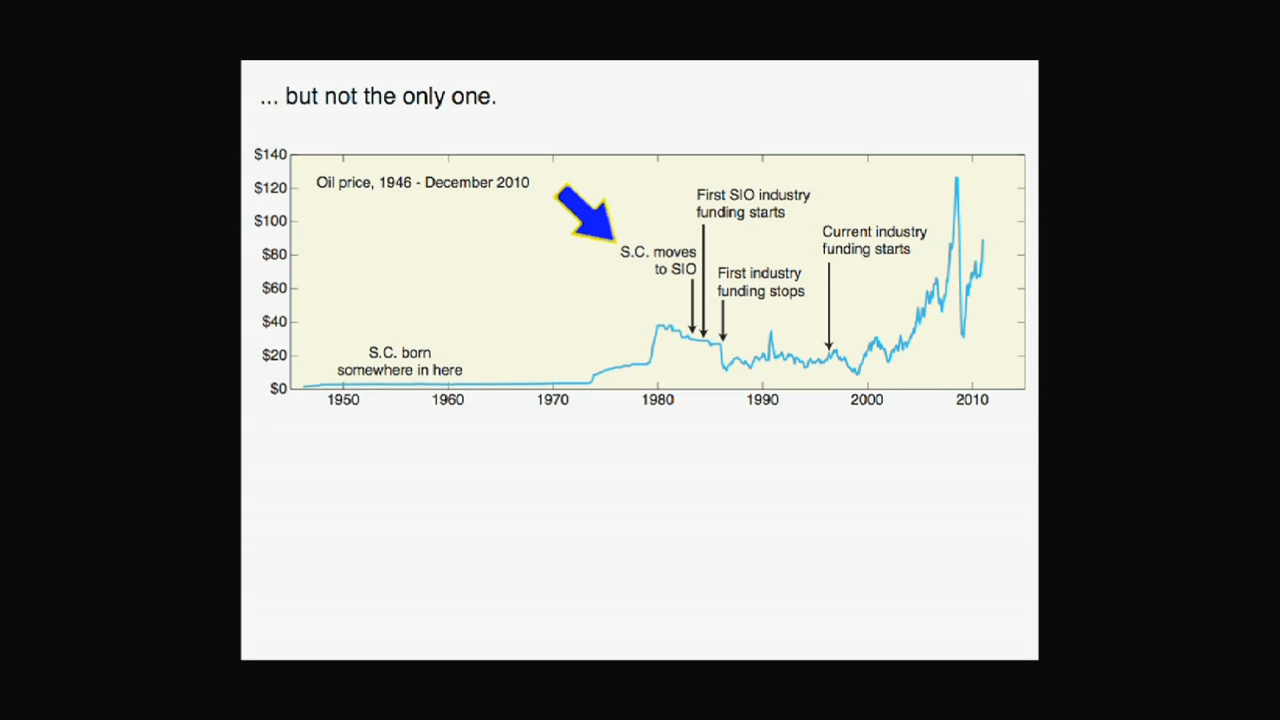 ... but not the only one.
$140
$120
$100
$80
$60
$40
$20
$0
Oil price, 1946 - December 2010
First SIO industry
funding starts
S.C. moves
to SIO
First industry
funding stops
Current industry
funding starts
S.C. born
somewhere in here
1950
1960
1970
1980
1990
2000
2010